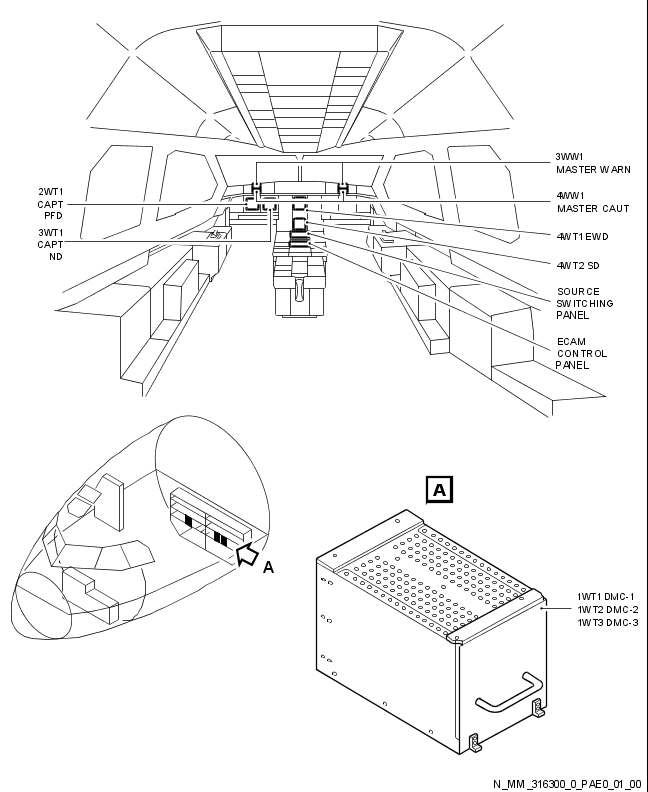 3WW1
MASTER WARN
2WT1
CAPT
PFD
4WW1
MASTER CAUT
3WT1
CAPT
ND
4WT1 EWD
4WT2 SD
SOURCE
SWITCHING
PANEL
ECAM
CONTROL
PANEL
A
A
1WT1 DMC-1
1WT2 DMC-2
1WT3 DMC-3
N_MM_316300_0_PAE0_01_00